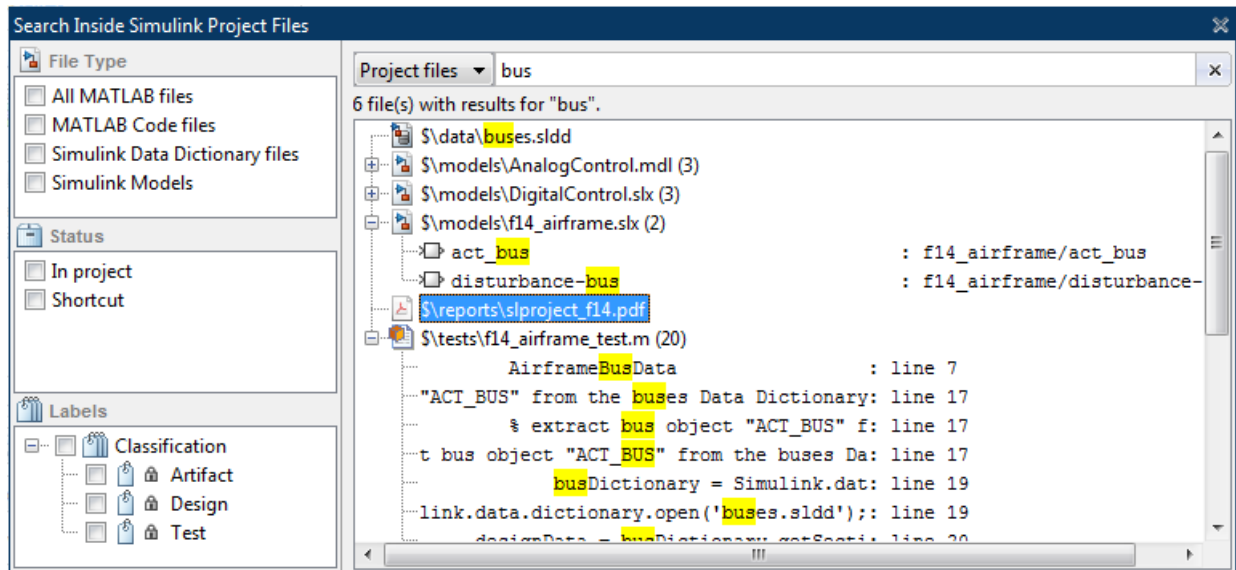 Search Inside Simulink Project Files
File Type
All MATLAB files
MATLAB Code files
Simulink Data Dictionary files
Simulink Models
Status
In project
Shortcut
Labels
Classification
Artifact
Design
Test
Project files bus
6 file(s) with results for "bus".
$\data\buses.sldd
$\models\AnalogControl.mdl (3)
$\models\DigitalControl.slx (3)
$\models\f14_airframe.slx (2)
act_bus : f14_airframe/act_bus
disturbance-bus : f14_airframe/disturbance-
$\reports\slproject_f14.pdf
$\tests\f14_airframe_test.m (20)
AirframeBusData : line 7
"ACT_BUS" from the buses Data Dictionary: line 17
% extract bus object "ACT_BUS" f: line 17
t bus object "ACT_BUS" from the buses Da: line 17
busDictionary = Simulink.dat: line 19
link.data.dictionary.open('buses.sldd');: line 19
designData = busDictionary.getSecti: line 20